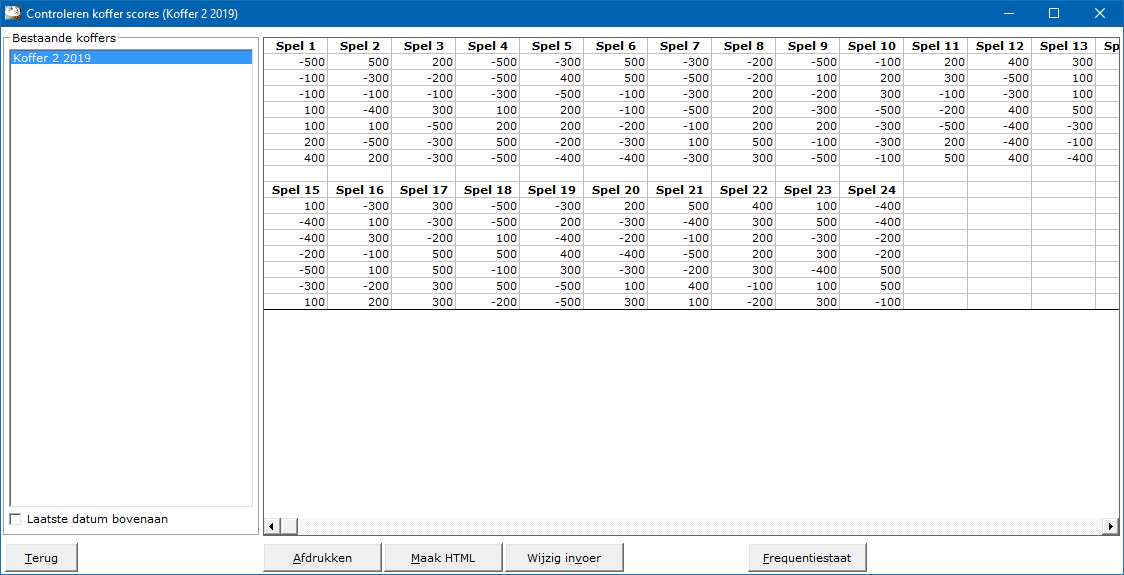 Controleren koffer scores (Koffer 2 2019)
Bestaande koffers
Koffer 2 2019
Spel 1 Spel 2 Spel 3 Spel 4 Spel 5 Spel 6 Spel 7 Spel 8 Spel 9 Spel 10 Spel 11 Spel 12 Spel 13 Sp
-500 500 200 -500 -300 500 -300 -200 -500 -100 200 400 300
-100 -300 -200 -500 400 500 -500 -200 100 200 300 -500 100
-100 -100 -100 -300 -500 -100 -300 200 -200 300 -100 -300 100
100 -400 300 100 200 -100 -500 200 -300 -500 -200 400 500
100 100 -500 200 200 -200 -100 200 200 -300 -500 -400 -300
200 -500 -300 500 -200 -300 100 500 -100 -300 200 -400 -100
400 200 -300 -500 -400 -400 -300 300 -500 -100 500 400 -400
Spel 15 Spel 16 Spel 17 Spel 18 Spel 19 Spel 20 Spel 21 Spel 22 Spel 23 Spel 24
100 -300 300 -500 -300 200 500 400 100 -400
-400 100 -300 -500 200 -300 -400 300 500 -400
-400 300 -200 100 -400 -200 -100 200 -300 -200
-200 -100 500 500 400 -400 -500 200 300 -200
-500 100 500 -100 300 -300 -200 300 -400 500
-300 -200 300 500 -500 100 400 -100 100 500
100 200 300 -200 -500 300 100 -200 300 -100
Laatste datum bovenaan
Terug Afdrukken Maak HTML Wijzig invoer Frequentiestaat